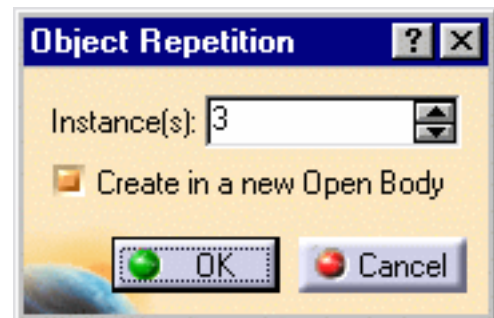 Object Repetition ? X
Instance(s): 3
Create in a new Open Body
OK Cancel